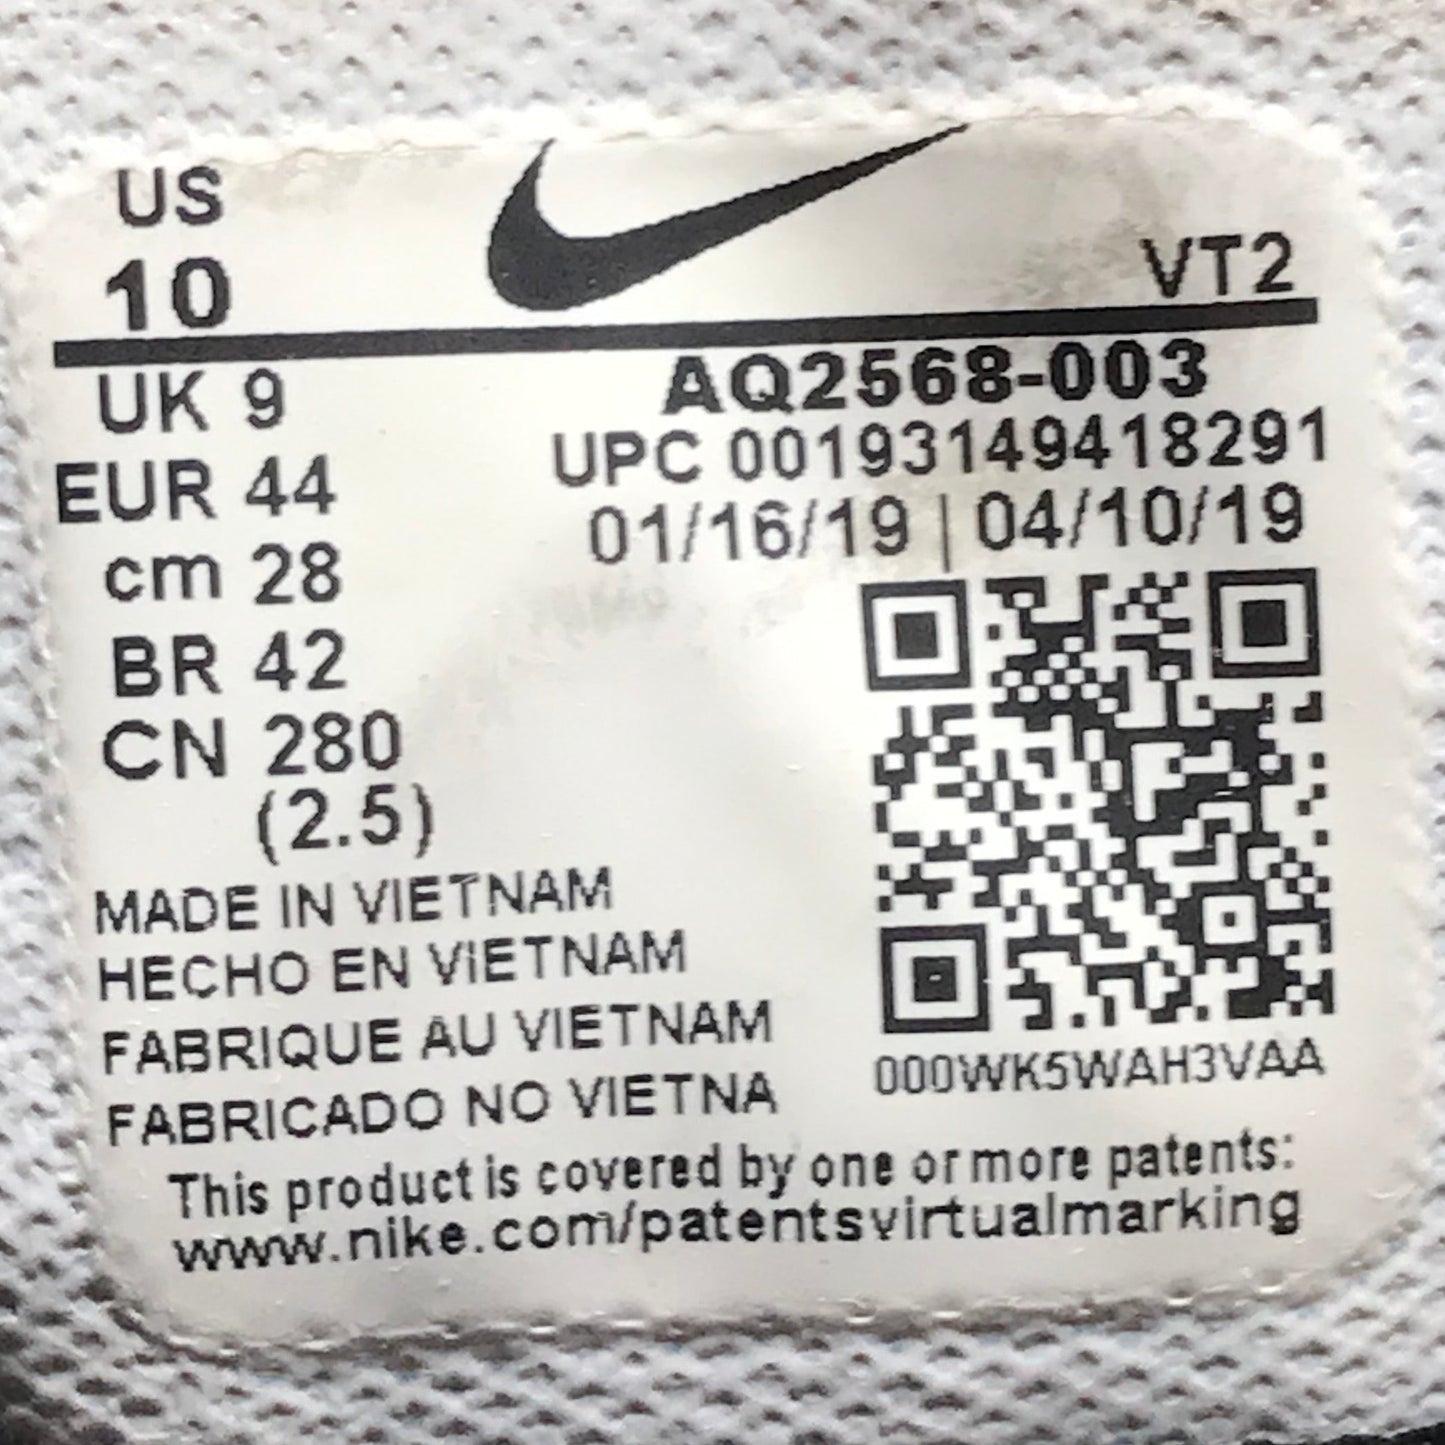 US
10
VT2
UK 9
AQ2568-003
UPC 00193149418291
EUR 44
01/16/19 | 04/10/19
cm 28
BR 42
CN 280
(2.5)
MADE IN VIETNAM
HECHO EN VIETNAM
FABRIQUE AU VIETNAM
FABRICADO NO VIETNA
000WK5WAH3VAA
This product is covered by one or more patents:
www.nike.com/patentsvirtualmarking